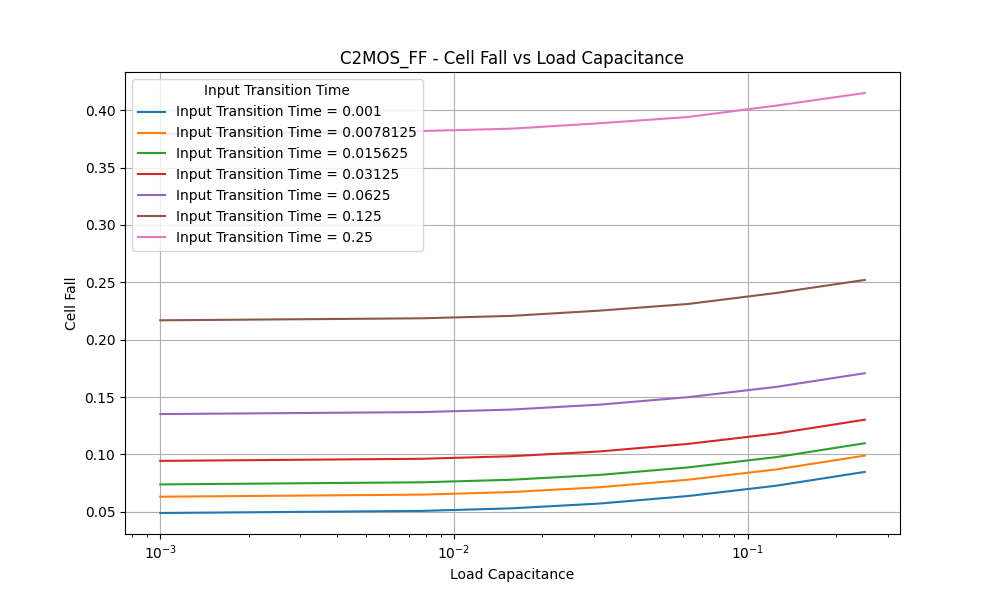 C2MOS_FF - Cell Fall vs Load Capacitance
Input Transition Time
Input Transition Time = 0.001
Input Transition Time = 0.0078125
Input Transition Time = 0.015625
Input Transition Time = 0.03125
Input Transition Time = 0.0625
Input Transition Time = 0.125
Input Transition Time = 0.25
Cell Fall
0.40
0.35
0.30
0.25
0.20
0.15
0.10
0.05
10⁻³ 10⁻² 10⁻¹
Load Capacitance